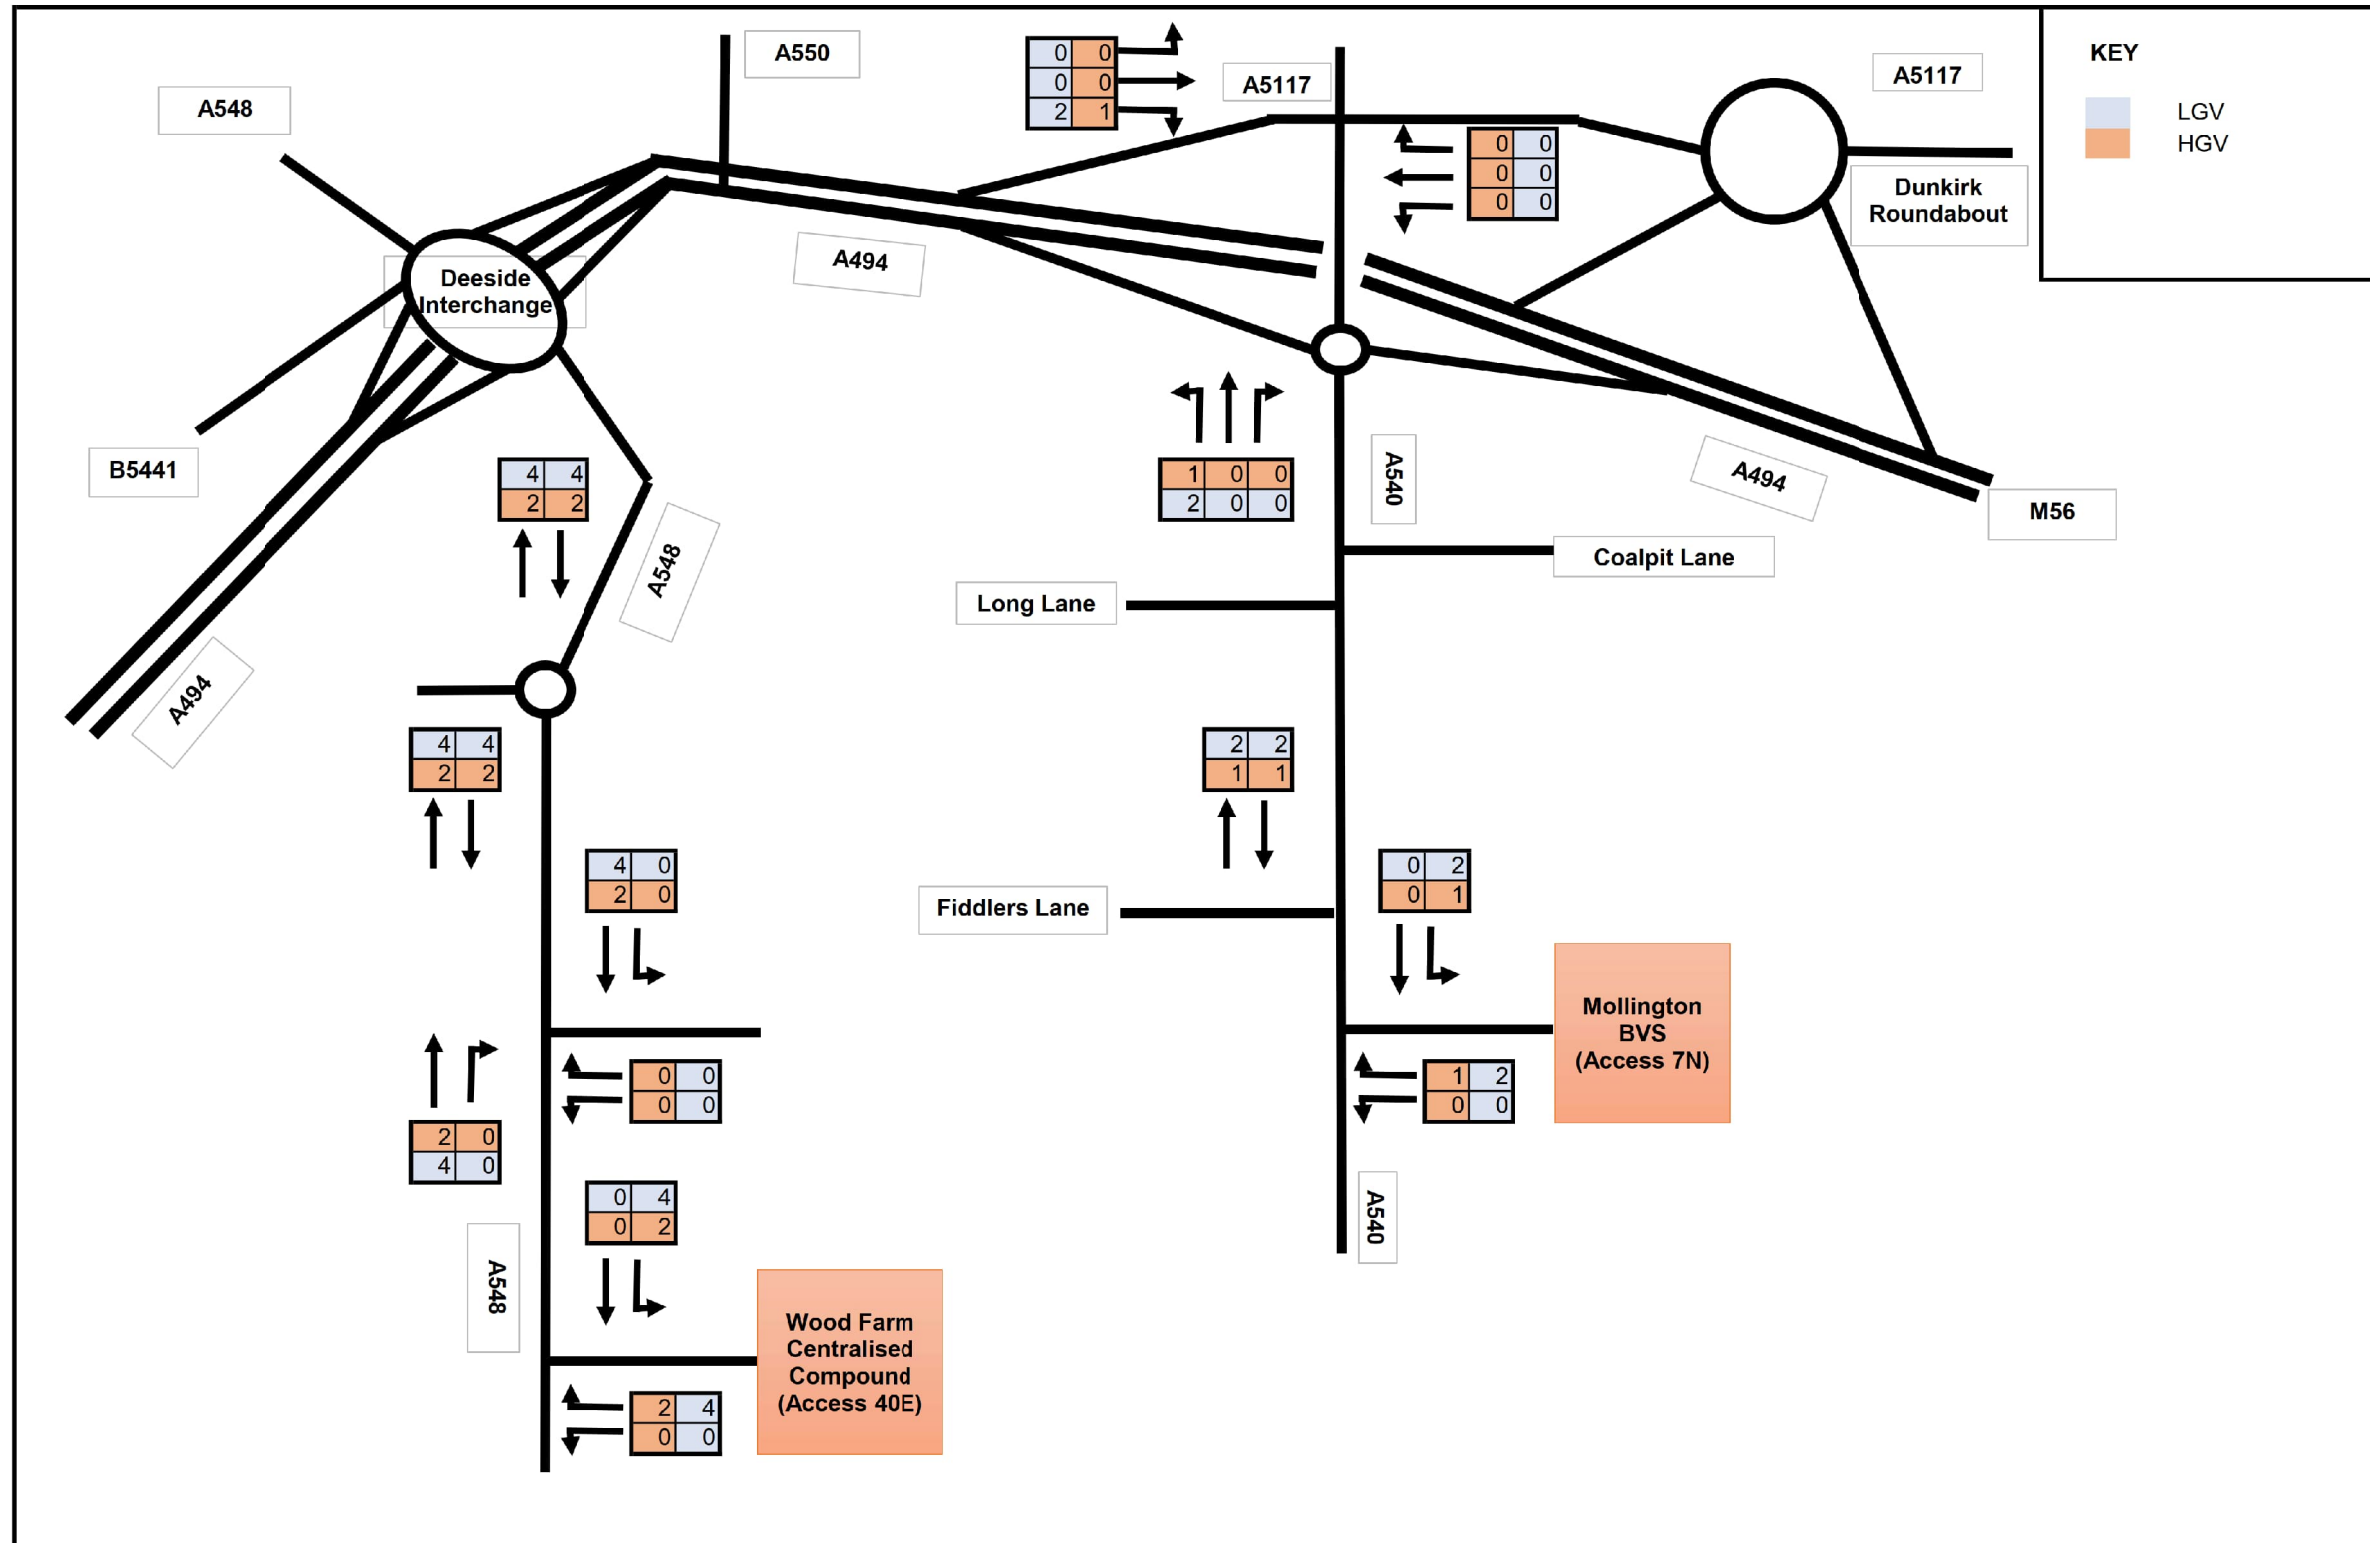 A550
A548
0 0
0 0
2 1
A5117
A5117
KEY
LGV
HGV
0 0
0 0
0 0
Dunkirk
Roundabout
A494
Deeside
Interchange
B5441
4 4
2 2
A548
1 0 0
2 0 0
A540
A494
M56
Coalpit Lane
Long Lane
A494
4 4
2 2
2 2
1 1
4 0
2 0
Fiddlers Lane
0 2
0 1
Mollington
BVS
(Access 7N)
0 0
0 0
1 2
0 0
2 0
4 0
0 4
0 2
A548
A540
Wood Farm
Centralised
Compound
(Access 40E)
2 4
0 0